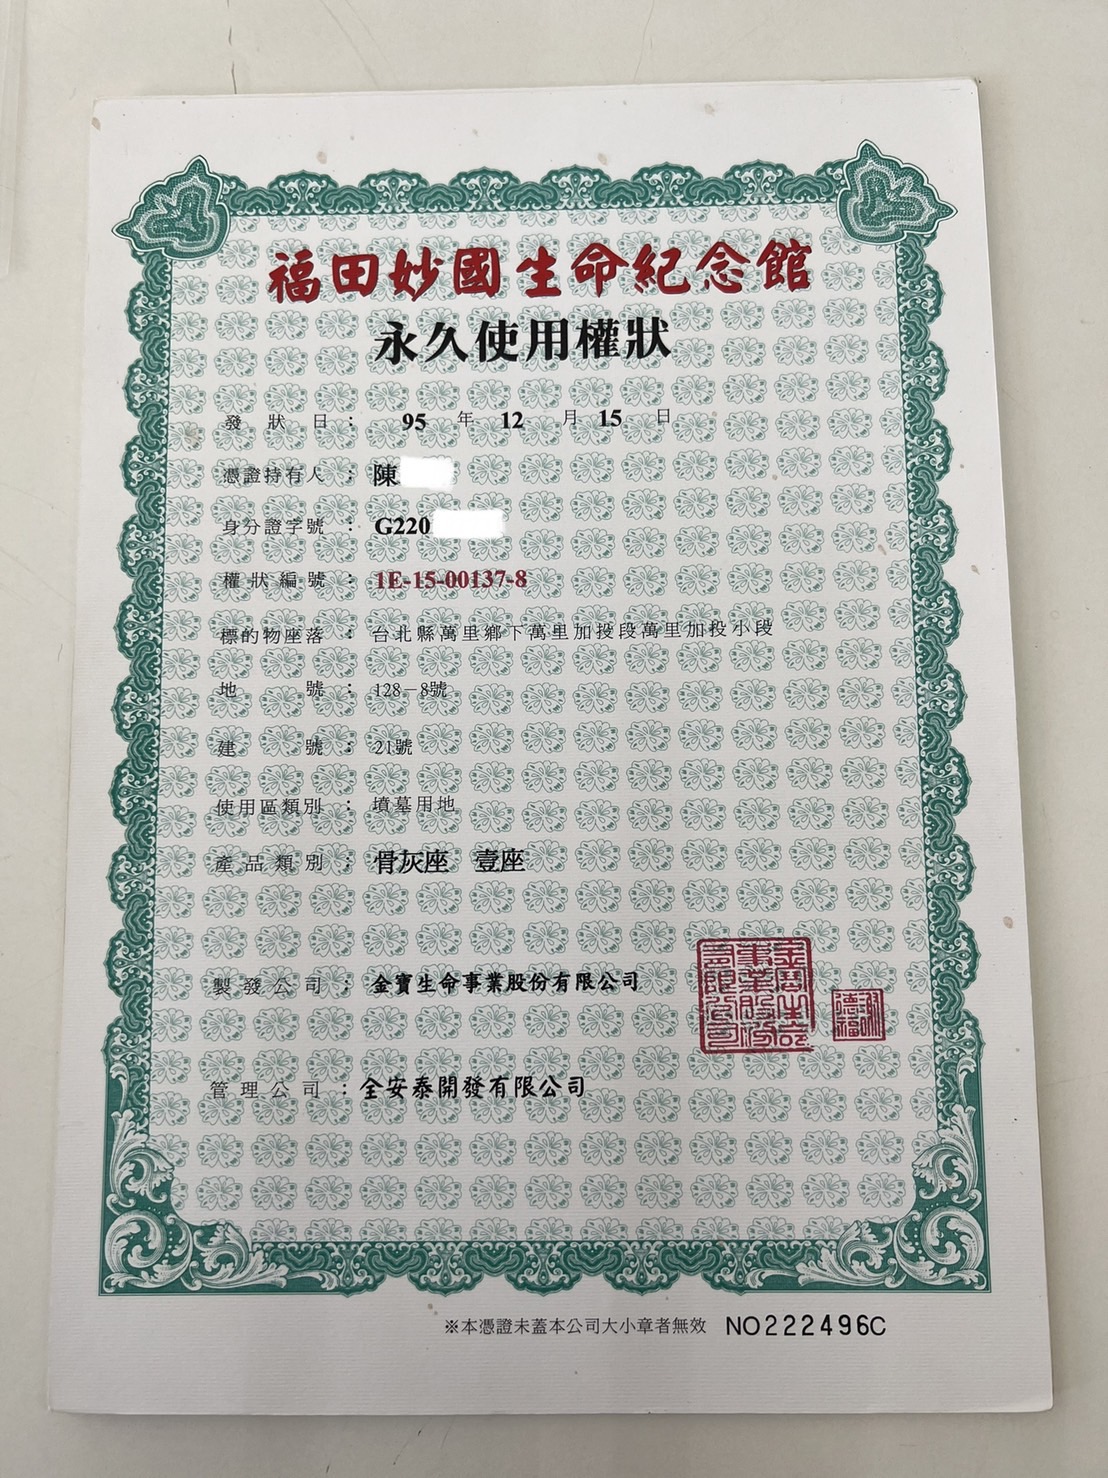 福田妙國生命紀念館
永久使用權狀
發狀日： 95 年 12 月 15 日
憑證持有人： 陳
身分證字號： G220
權狀編號： 1E-15-00137-8
標的物座落： 台北縣萬里鄉下萬里加投段萬里加投小段
地號： 128－8號
建號： 21號
使用區類別： 墳墓用地
產品類別： 骨灰座 壹座
製發公司： 金寶生命事業股份有限公司
管理公司：全安泰開發有限公司
※本憑證未蓋本公司大小章者無效 NO222496C